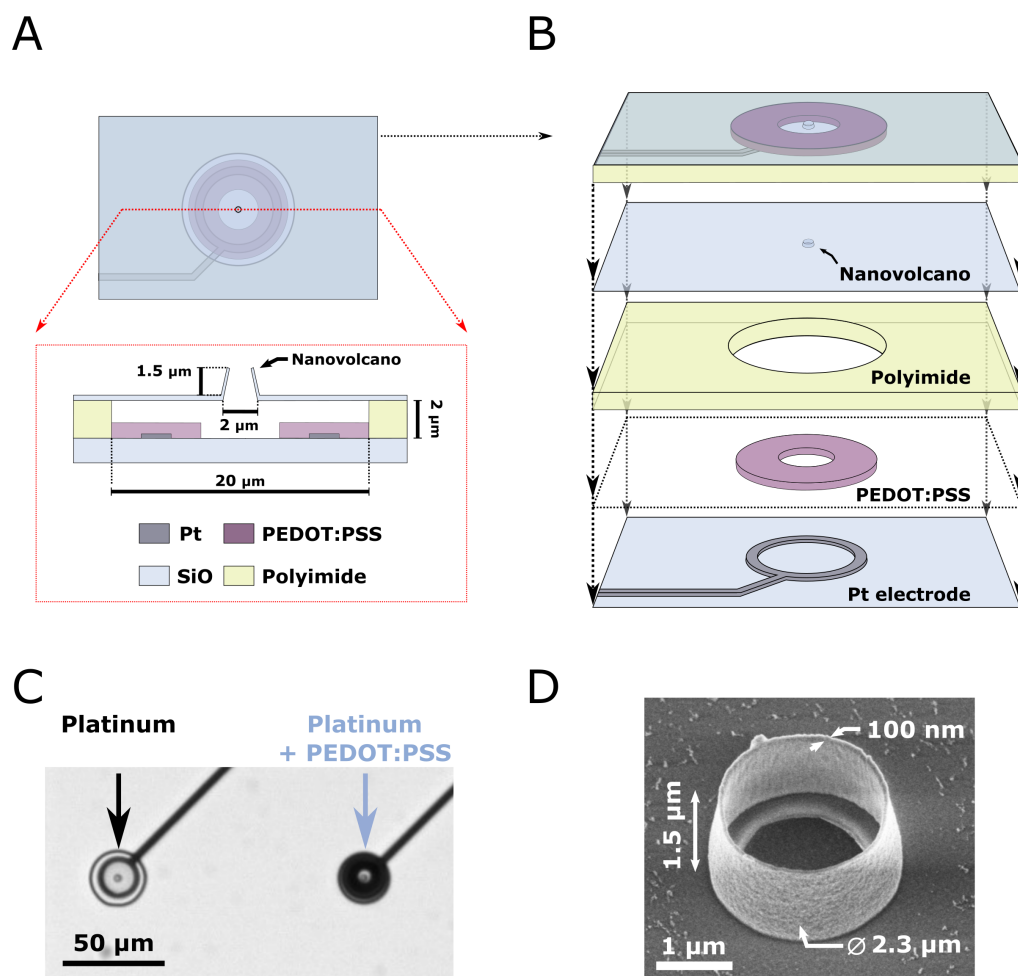 A
Nanovolcano
1.5 μm
2 μm
2 μm
20 μm
Pt
PEDOT:PSS
SiO
Polyimide
B
Nanovolcano
Polyimide
PEDOT:PSS
Pt electrode
C
Platinum
Platinum
+ PEDOT:PSS
50 μm
D
100 nm
1.5 μm
1 μm
⌀ 2.3 μm